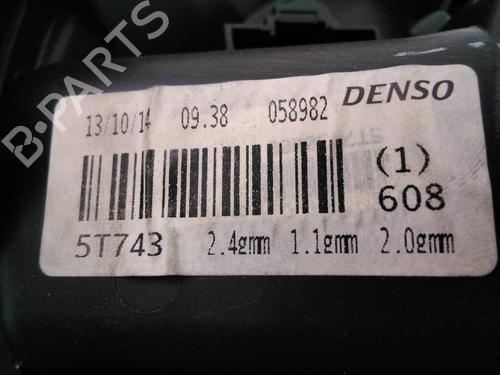 13/10/14 09.38 058982 DENSO
(1)
608
5T743 2.4gmm 1.1gmm 2.0gmm
B-PARTS